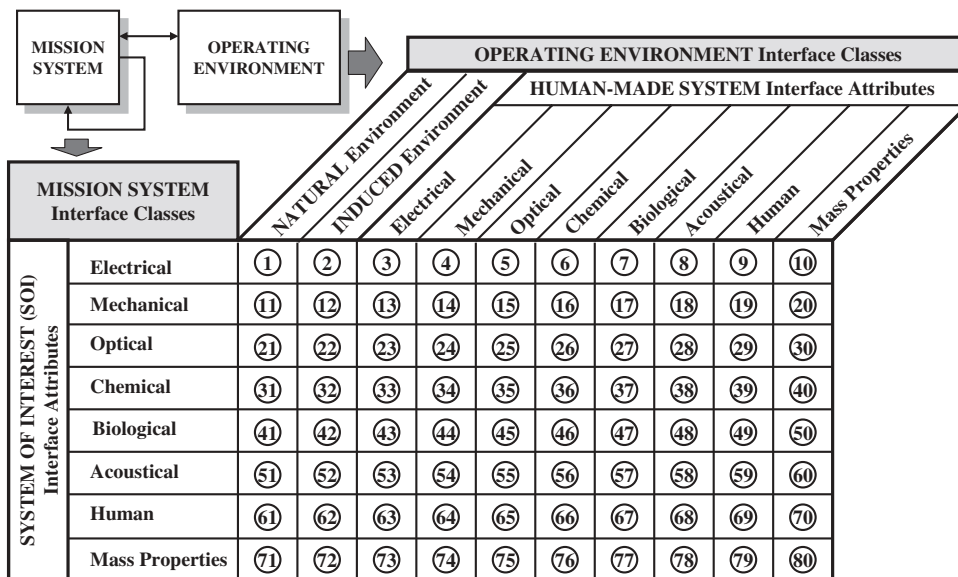 MISSION
SYSTEM
OPERATING
ENVIRONMENT
OPERATING ENVIRONMENT Interface Classes
HUMAN-MADE SYSTEM Interface Attributes
MISSION SYSTEM
Interface Classes
NATURAL Environment
INDUCED Environment
Electrical
Mechanical
Optical
Chemical
Biological
Acoustical
Human
Mass Properties
SYSTEM OF INTEREST (SOI)
Interface Attributes
Electrical 1 2 3 4 5 6 7 8 9 10
Mechanical 11 12 13 14 15 16 17 18 19 20
Optical 21 22 23 24 25 26 27 28 29 30
Chemical 31 32 33 34 35 36 37 38 39 40
Biological 41 42 43 44 45 46 47 48 49 50
Acoustical 51 52 53 54 55 56 57 58 59 60
Human 61 62 63 64 65 66 67 68 69 70
Mass Properties 71 72 73 74 75 76 77 78 79 80